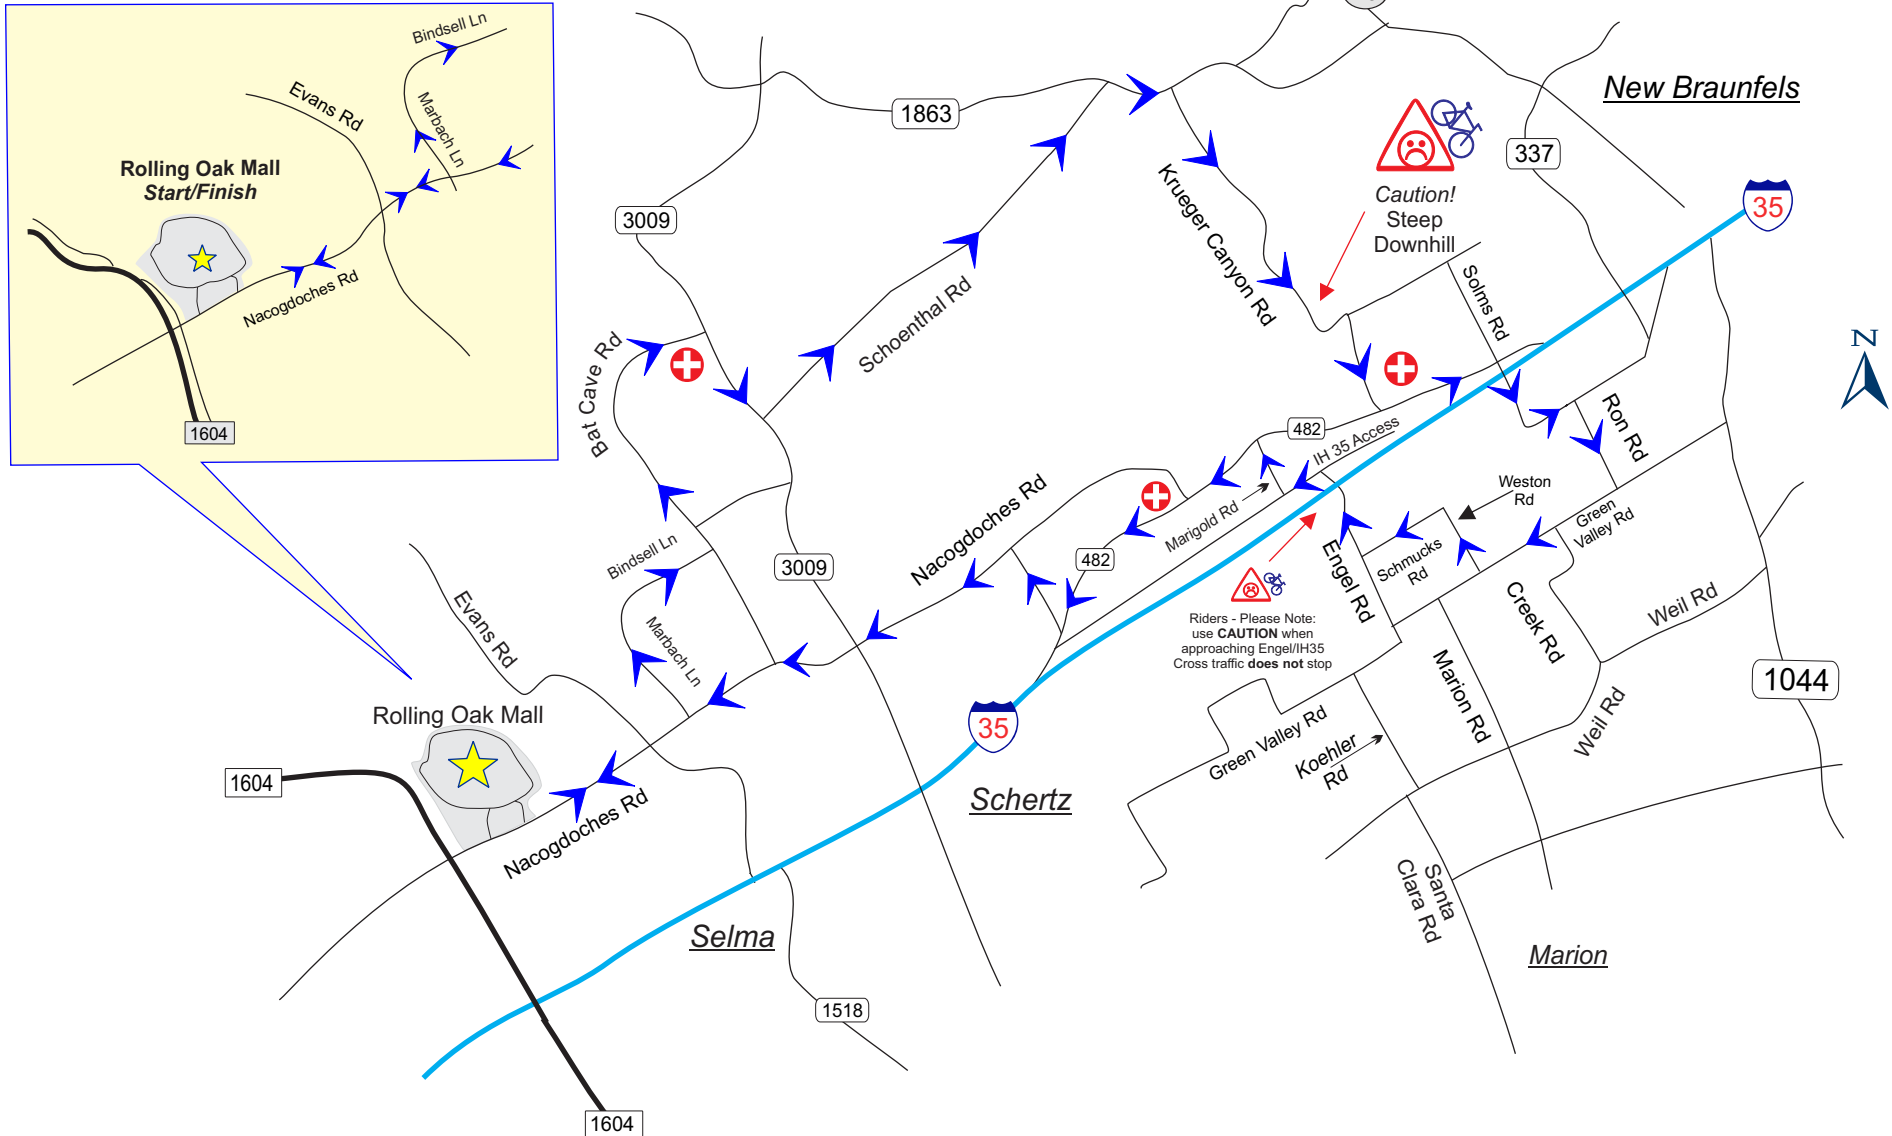 Bindsell Ln
Evans Rd
Marbach Ln
Rolling Oak Mall
Start/Finish
Nacogdoches Rd
1604
1863
New Braunfels
337
35
Caution!
Steep
Downhill
3009
Krueger Canyon Rd
Solms Rd
Schoenthal Rd
N
Bat Cave Rd
482
IH 35 Access
Ron Rd
Weston
Rd
Nacogdoches Rd
Marigold Rd
Green
Valley Rd
Bindsell Ln
3009
482
Engel Rd
Schmucks
Rd
Creek Rd
Weil Rd
Evans Rd
Marbach Ln
Riders - Please Note:
use CAUTION when
approaching Engel/IH35
Cross traffic does not stop
Marion Rd
1044
Rolling Oak Mall
35
Green Valley Rd
Koehler
Rd
Weil Rd
1604
Schertz
Nacogdoches Rd
Santa
Clara Rd
Selma
Marion
1518
1604